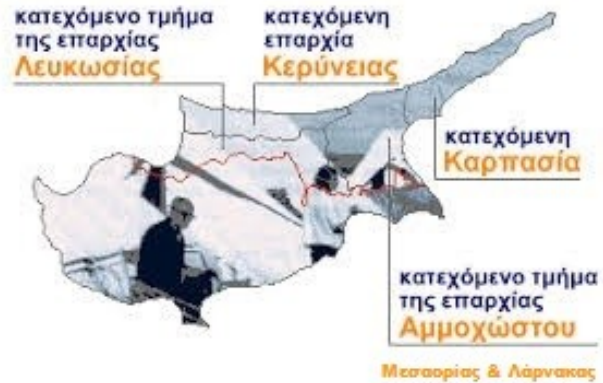 κατεχόμενο τμήμα
της επαρχίας
Λευκωσίας
κατεχόμενη
επαρχία
Κερύνειας
κατεχόμενη
Καρπασία
κατεχόμενο τμήμα
της επαρχίας
Αμμοχώστου
Μεσαορίας & Λάρνακας